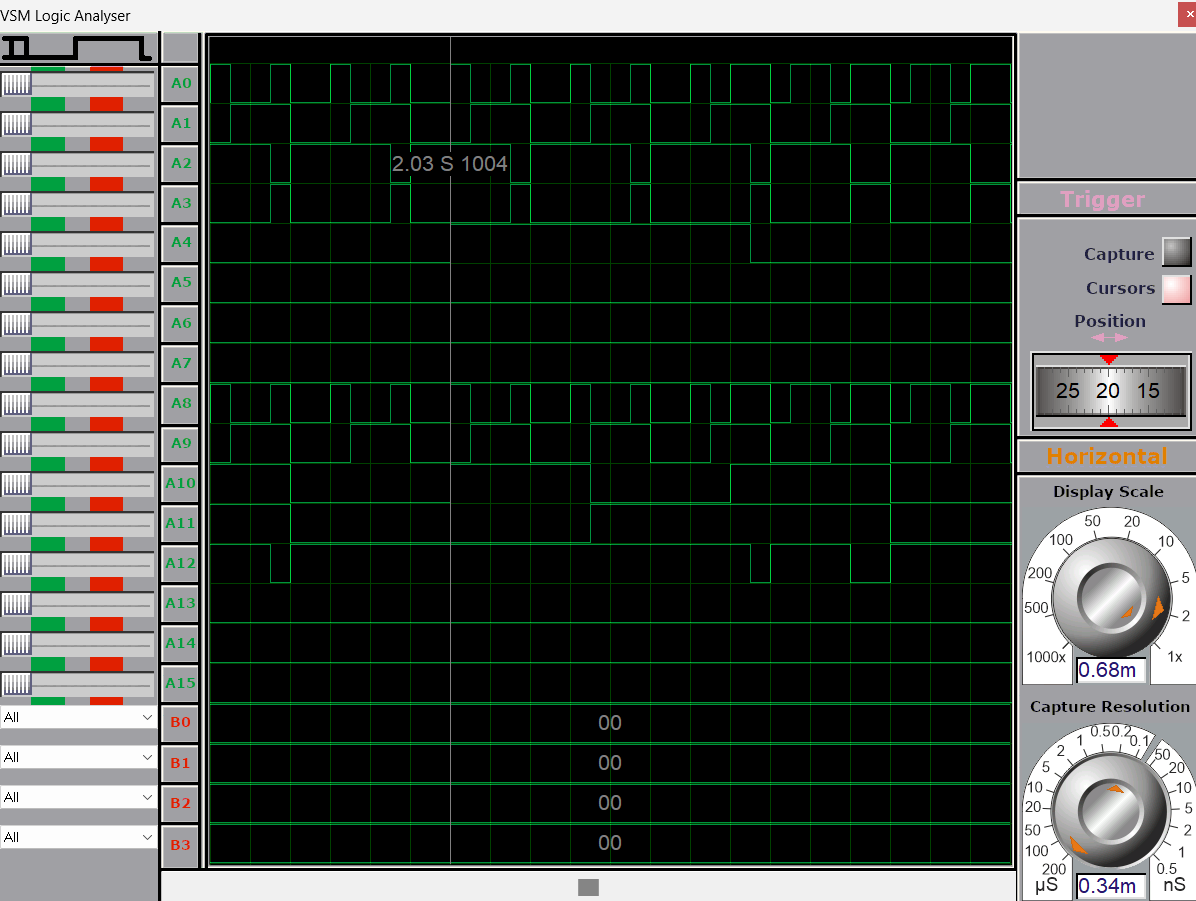 VSM Logic Analyser
A0
A1
A2
2.03 S 1004
A3
A4
A5
A6
A7
A8
A9
A10
A11
A12
A13
A14
A15
All
B0
00
All
B1
00
All
B2
00
All
B3
00
Trigger
Capture
Cursors
Position
25 20 15
Horizontal
Display Scale
1000x 500 200 100 50 20 10 5 2 1x
0.68m
Capture Resolution
200 100 50 20 10 5 2 1 0.5 0.2 0.1 50 20 10 5 2 1 0.5
µS
0.34m
nS